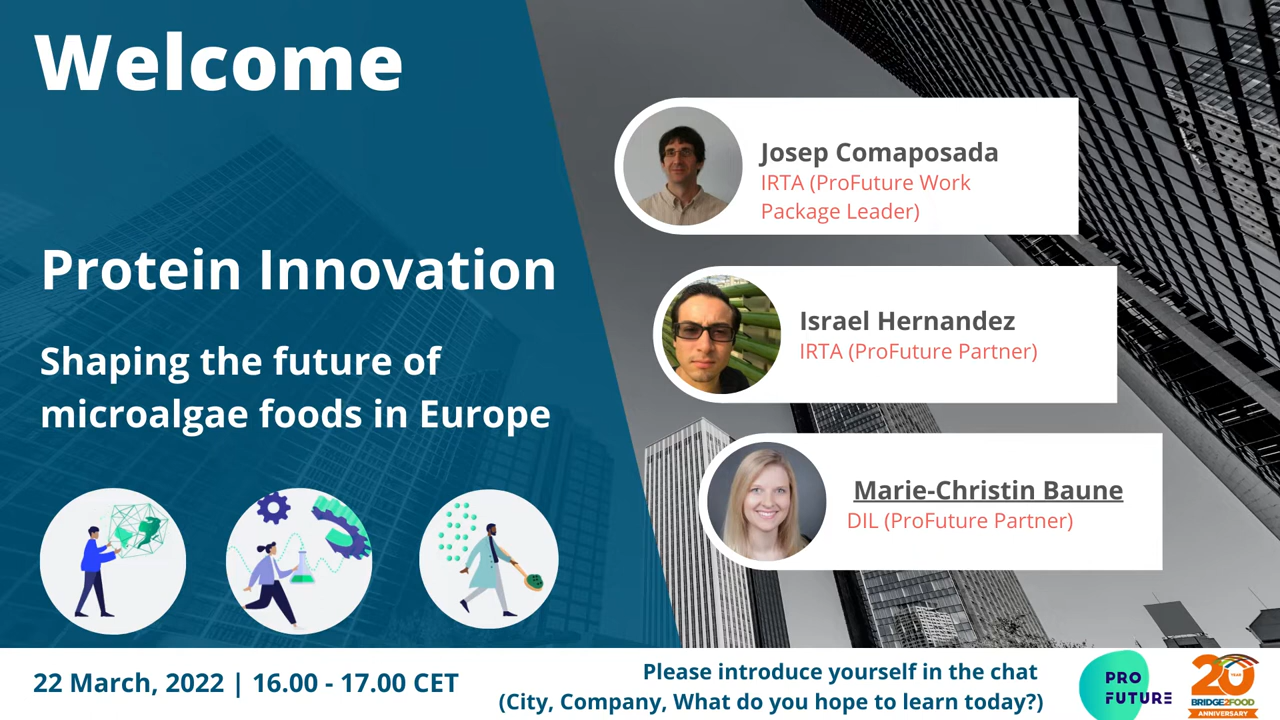 Welcome
Protein Innovation
Shaping the future of
microalgae foods in Europe
Josep Comaposada
IRTA (ProFuture Work
Package Leader)
Israel Hernandez
IRTA (ProFuture Partner)
Marie-Christin Baune
DIL (ProFuture Partner)
22 March, 2022 | 16.00 - 17.00 CET
Please introduce yourself in the chat
(City, Company, What do you hope to learn today?)
PRO
FUTURE
20
YEAR
BRIDGE2FOOD
ANNIVERSARY